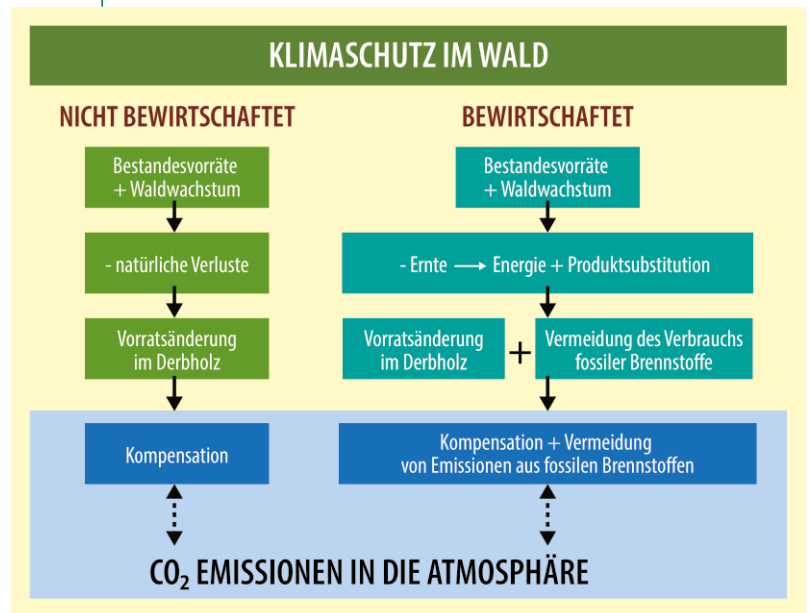 KLIMASCHUTZ IM WALD
NICHT BEWIRTSCHAFTET
Bestandesvorräte
+ Waldwachstum
- natürliche Verluste
Vorratsänderung
im Derbholz
Kompensation
BEWIRTSCHAFTET
Bestandesvorräte
+ Waldwachstum
- Ernte → Energie + Produktsubstitution
Vorratsänderung
im Derbholz
+
Vermeidung des Verbrauchs
fossiler Brennstoffe
Kompensation + Vermeidung
von Emissionen aus fossilen Brennstoffen
CO₂ EMISSIONEN IN DIE ATMOSPHÄRE